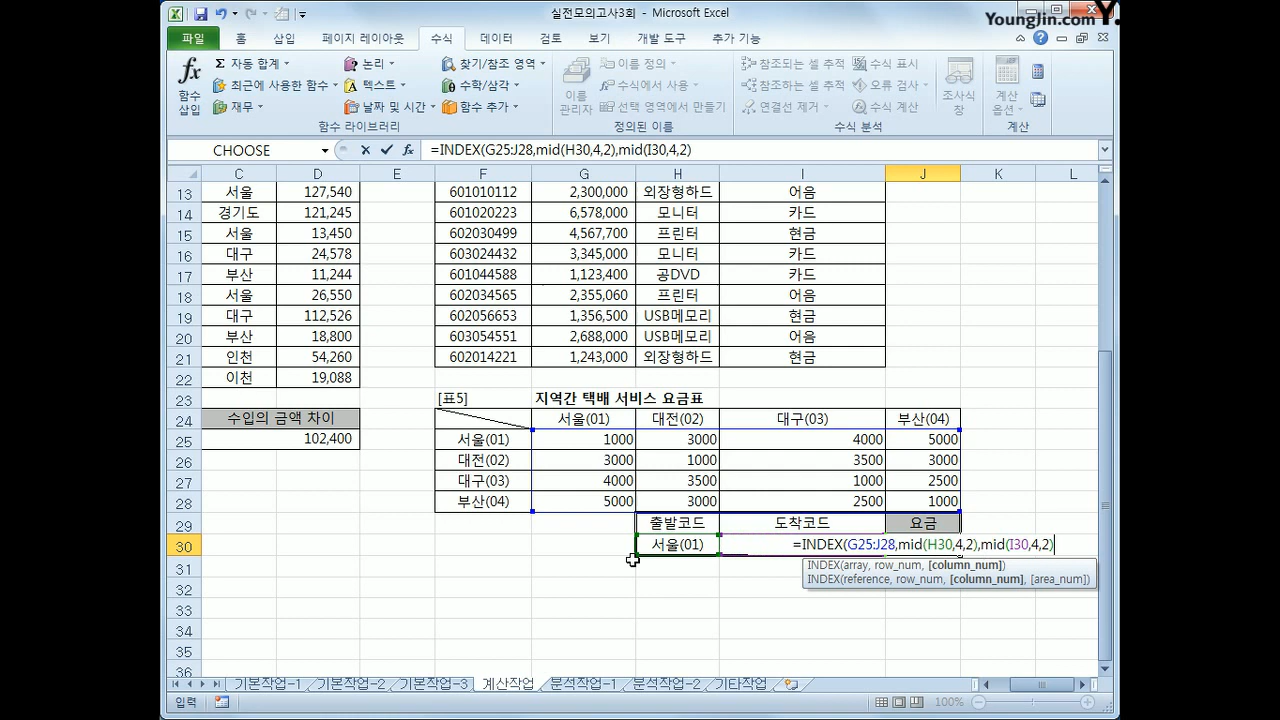 실전모의고사3회 - Microsoft Excel
YoungJin.com Y.
파일 홈 삽입 페이지 레이아웃 수식 데이터 검토 보기 개발 도구 추가 기능
fx 함수 삽입
Σ 자동 합계 논리 찾기/참조 영역
최근에 사용한 함수 텍스트 수학/삼각
재무 날짜 및 시간 함수 추가
함수 라이브러리
이름 관리자
이름 정의
수식에서 사용
선택 영역에서 만들기
정의된 이름
참조되는 셀 추적 수식 표시
참조하는 셀 추적 오류 검사
연결선 제거 수식 계산
수식 분석
조사식 창
계산 옵션
계산
CHOOSE fx =INDEX(G25:J28,mid(H30,4,2),mid(I30,4,2)
C D E F G H I J K L
13 서울 127,540 601010112 2,300,000 외장형하드 어음
14 경기도 121,245 601020223 6,578,000 모니터 카드
15 서울 13,450 602030499 4,567,700 프린터 현금
16 대구 24,578 603024432 3,345,000 모니터 카드
17 부산 11,244 601044588 1,123,400 공DVD 카드
18 서울 26,550 602034565 2,355,060 프린터 어음
19 대구 112,526 602056653 1,356,500 USB메모리 현금
20 부산 18,800 603054551 2,688,000 USB메모리 어음
21 인천 54,260 602014221 1,243,000 외장형하드 현금
22 이천 19,088
23 [표5] 지역간 택배 서비스 요금표
24 수입의 금액 차이 서울(01) 대전(02) 대구(03) 부산(04)
25 102,400 서울(01) 1000 3000 4000 5000
26 대전(02) 3000 1000 3500 3000
27 대구(03) 4000 3500 1000 2500
28 부산(04) 5000 3000 2500 1000
29 출발코드 도착코드 요금
30 서울(01) =INDEX(G25:J28,mid(H30,4,2),mid(I30,4,2)
31 INDEX(array, row_num, [column_num])
INDEX(reference, row_num, [column_num], [area_num])
32
33
34
35
36
기본작업-1 기본작업-2 기본작업-3 계산작업 분석작업-1 분석작업-2 기타작업
입력 100%